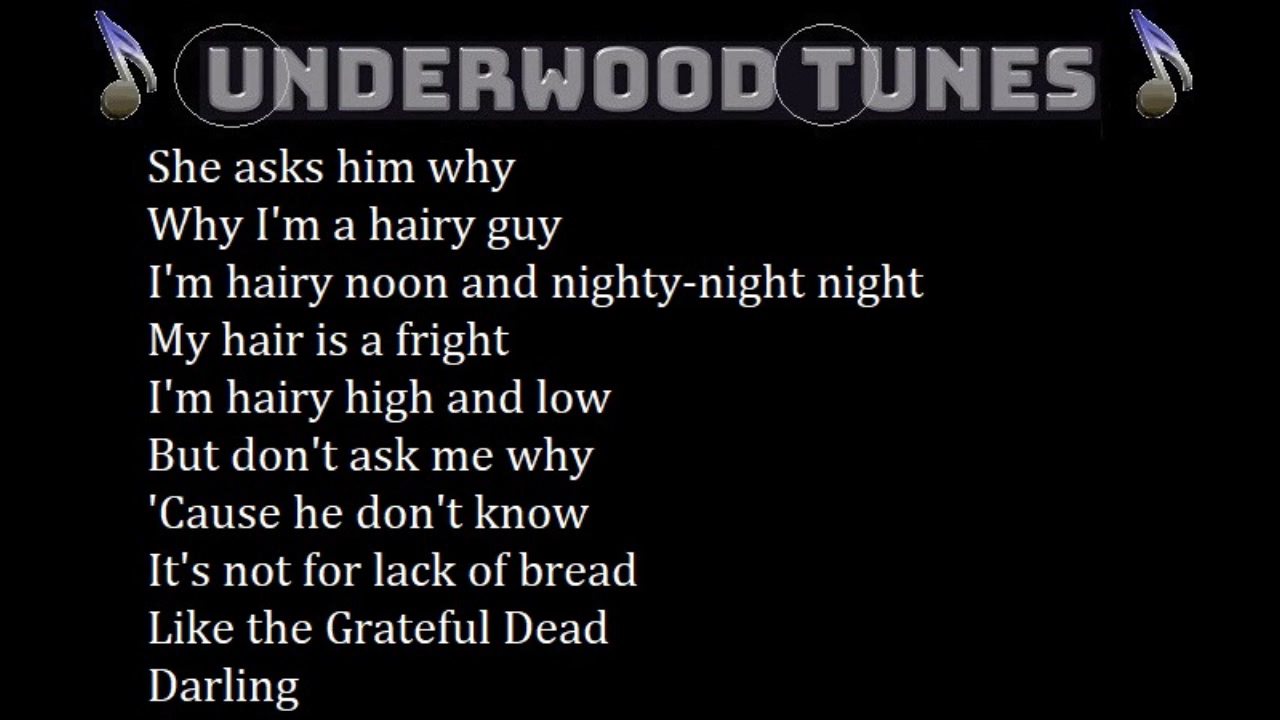 UNDERWOOD TUNES
She asks him why
Why I'm a hairy guy
I'm hairy noon and nighty-night night
My hair is a fright
I'm hairy high and low
But don't ask me why
'Cause he don't know
It's not for lack of bread
Like the Grateful Dead
Darling